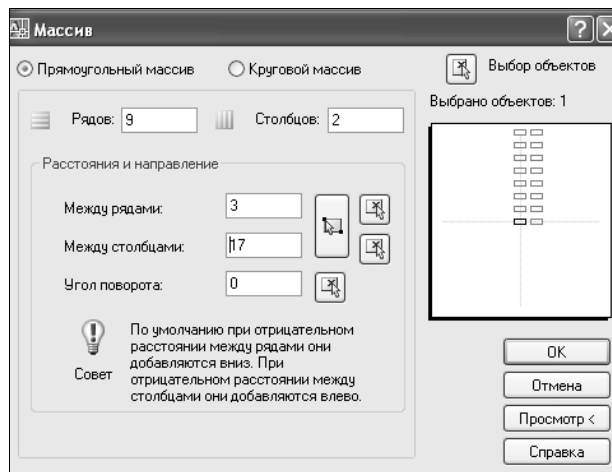 Массив
Прямоугольный массив
Круговой массив
Выбор объектов
Выбрано объектов: 1
Рядов: 9
Столбцов: 2
Расстояния и направление
Между рядами: 3
Между столбцами: 17
Угол поворота: 0
Совет
По умолчанию при отрицательном
расстоянии между рядами они
добавляются вниз. При
отрицательном расстоянии между
столбцами они добавляются влево.
OK
Отмена
Просмотр <
Справка